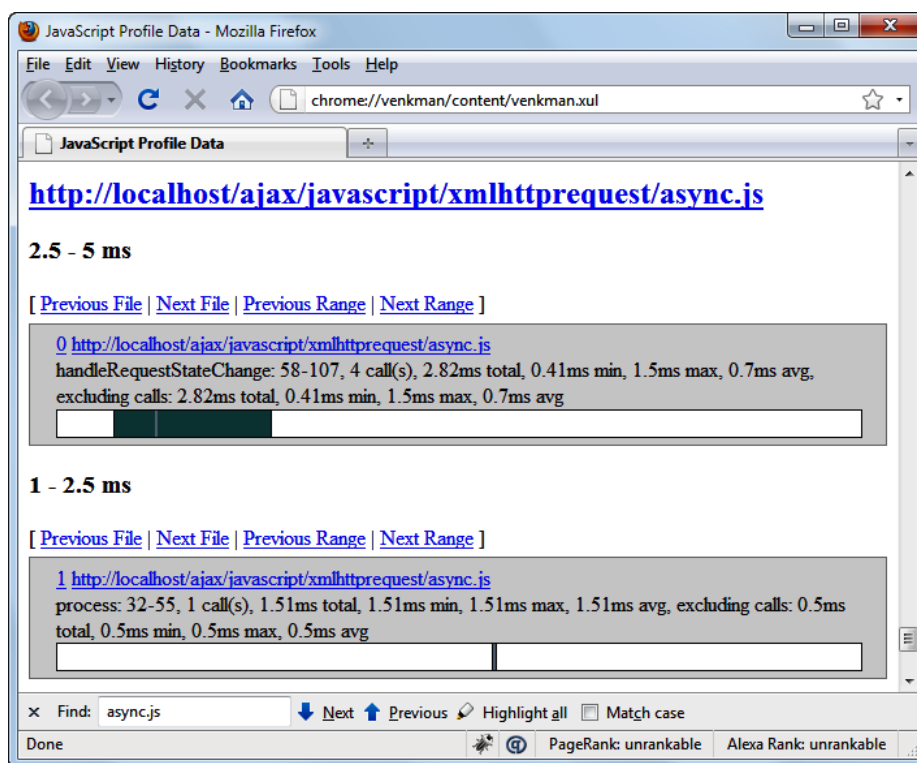 JavaScript Profile Data - Mozilla Firefox
File Edit View History Bookmarks Tools Help
chrome://venkman/content/venkman.xul
JavaScript Profile Data
http://localhost/ajax/javascript/xmlhttprequest/async.js
2.5 - 5 ms
[ Previous File | Next File | Previous Range | Next Range ]
0 http://localhost/ajax/javascript/xmlhttprequest/async.js
handleRequestStateChange: 58-107, 4 call(s), 2.82ms total, 0.41ms min, 1.5ms max, 0.7ms avg,
excluding calls: 2.82ms total, 0.41ms min, 1.5ms max, 0.7ms avg
1 - 2.5 ms
[ Previous File | Next File | Previous Range | Next Range ]
1 http://localhost/ajax/javascript/xmlhttprequest/async.js
process: 32-55, 1 call(s), 1.51ms total, 1.51ms min, 1.51ms max, 1.51ms avg, excluding calls: 0.5ms
total, 0.5ms min, 0.5ms max, 0.5ms avg
× Find: async.js Next Previous Highlight all Match case
Done @ PageRank: unrankable Alexa Rank: unrankable